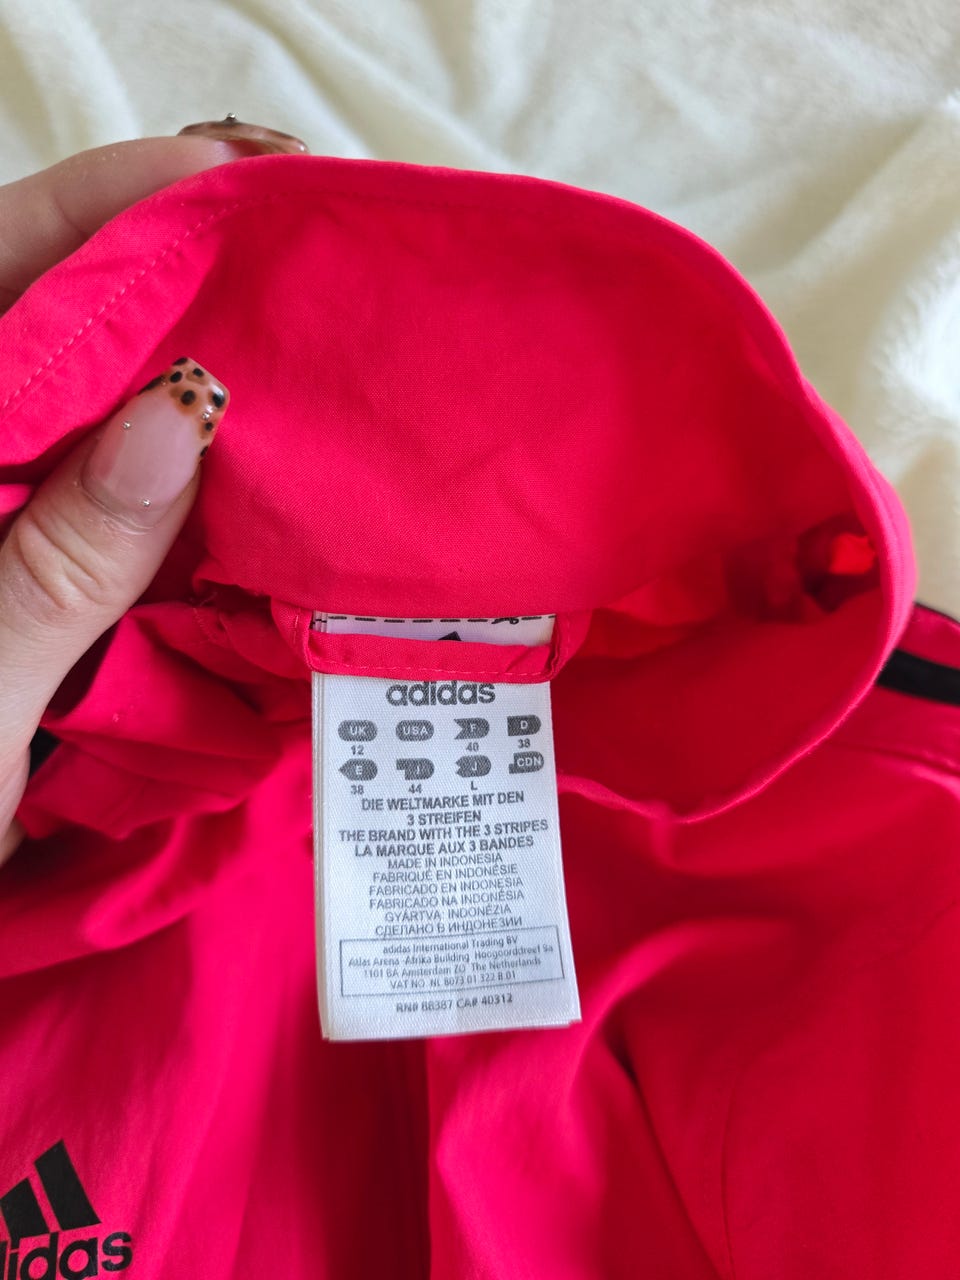 adidas
UK USA F D
12 40 38
E I J CDN
38 44 L
DIE WELTMARKE MIT DEN
3 STREIFEN
THE BRAND WITH THE 3 STRIPES
LA MARQUE AUX 3 BANDES
MADE IN INDONESIA
FABRIQUÉ EN INDONÉSIE
FABRICADO EN INDONESIA
FABRICADO NA INDONÉSIA
GYÁRTVA: INDONÉZIA
СДЕЛАНО В ИНДОНЕЗИИ
adidas International Trading BV
Atlas Arena -Afrika Building Hoogoorddreef 9a
1101 BA Amsterdam ZO The Netherlands
VAT NO. NL 8073 01 322 B 01
RN# 88387 CA# 40312
adidas